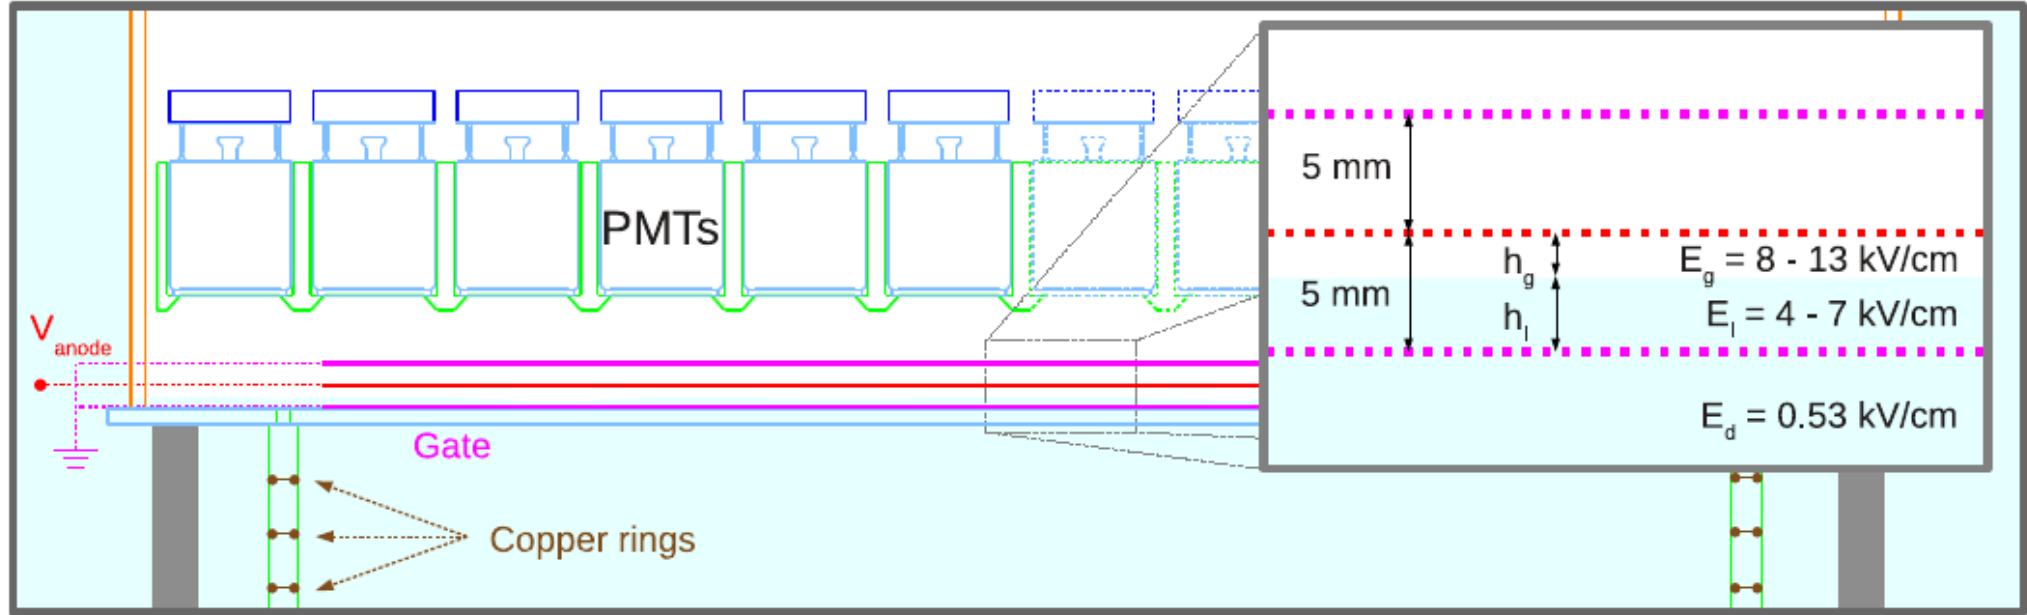 PMTs
V_anode
Gate
Copper rings
5 mm
5 mm
h_g
h_l
E_g = 8 - 13 kV/cm
E_l = 4 - 7 kV/cm
E_d = 0.53 kV/cm